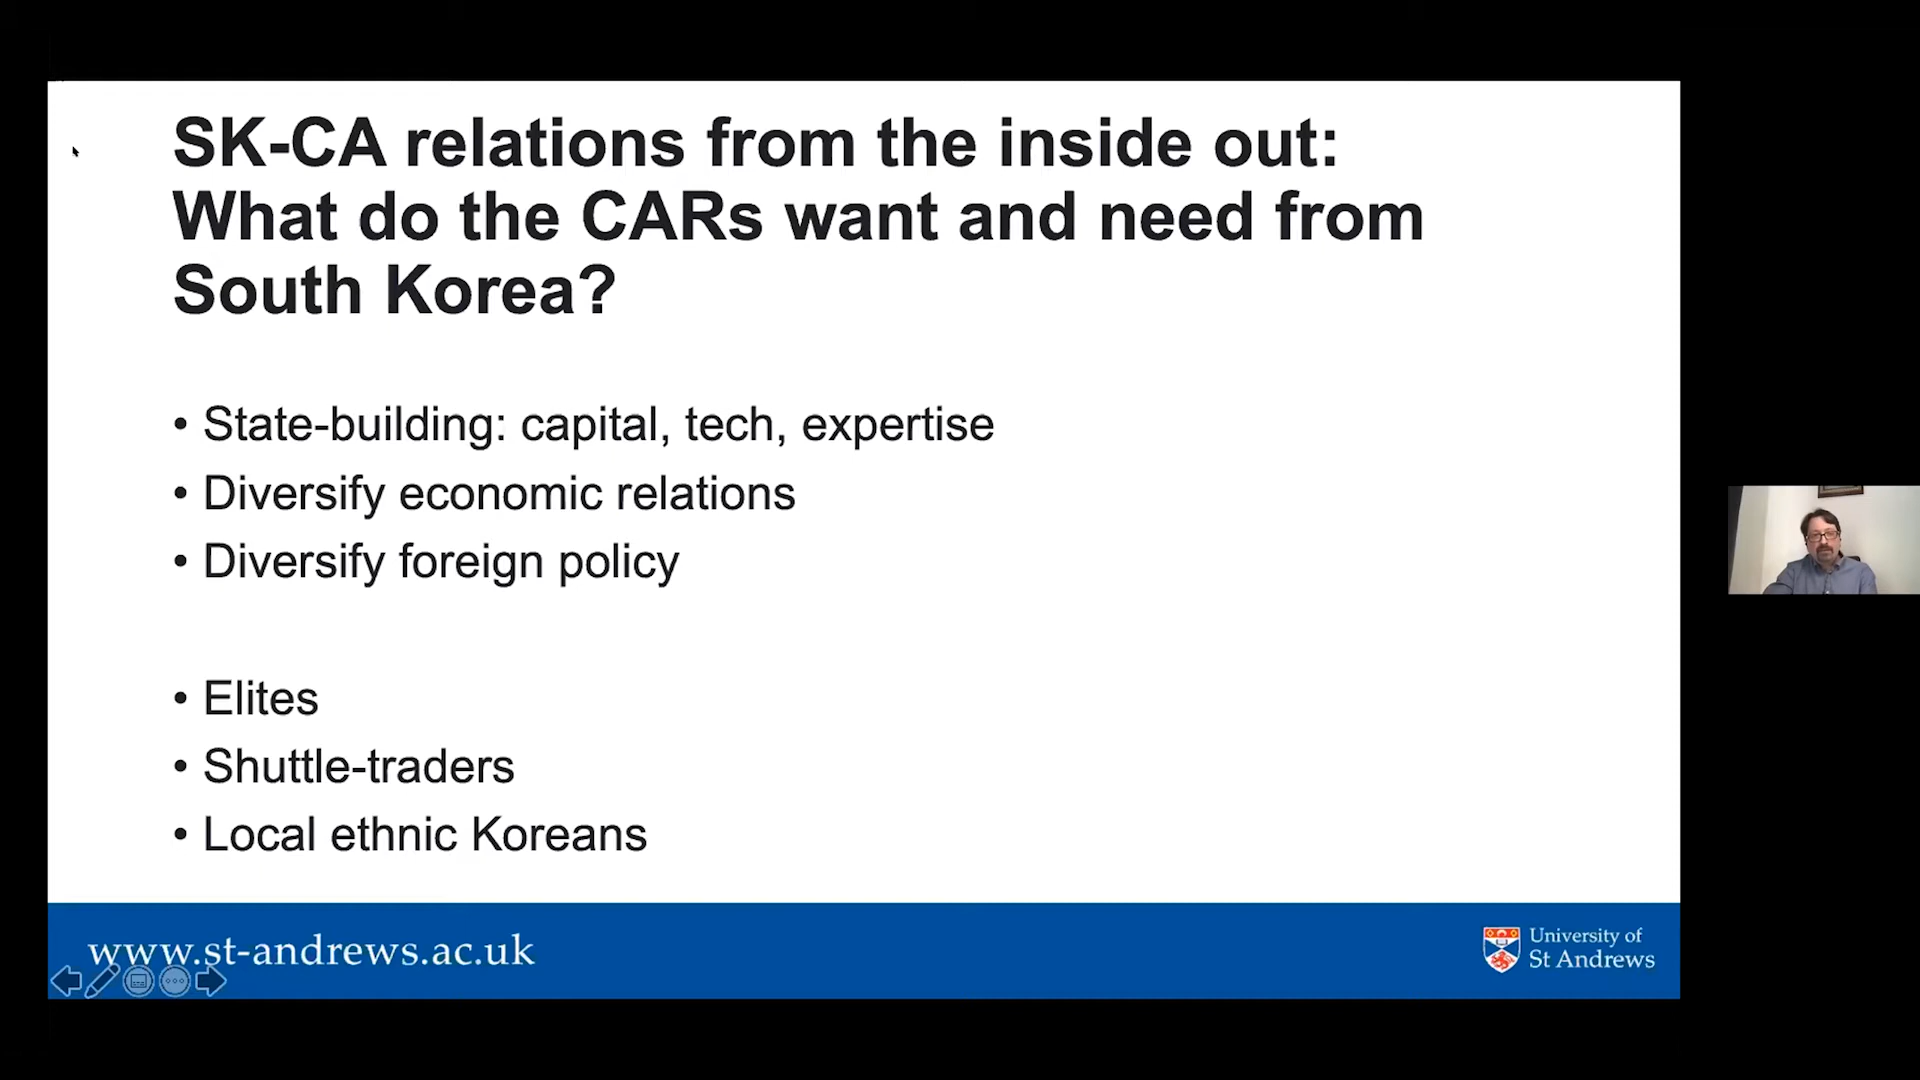 SK-CA relations from the inside out:
What do the CARs want and need from
South Korea?
• State-building: capital, tech, expertise
• Diversify economic relations
• Diversify foreign policy
• Elites
• Shuttle-traders
• Local ethnic Koreans
www.st-andrews.ac.uk
University of
St Andrews